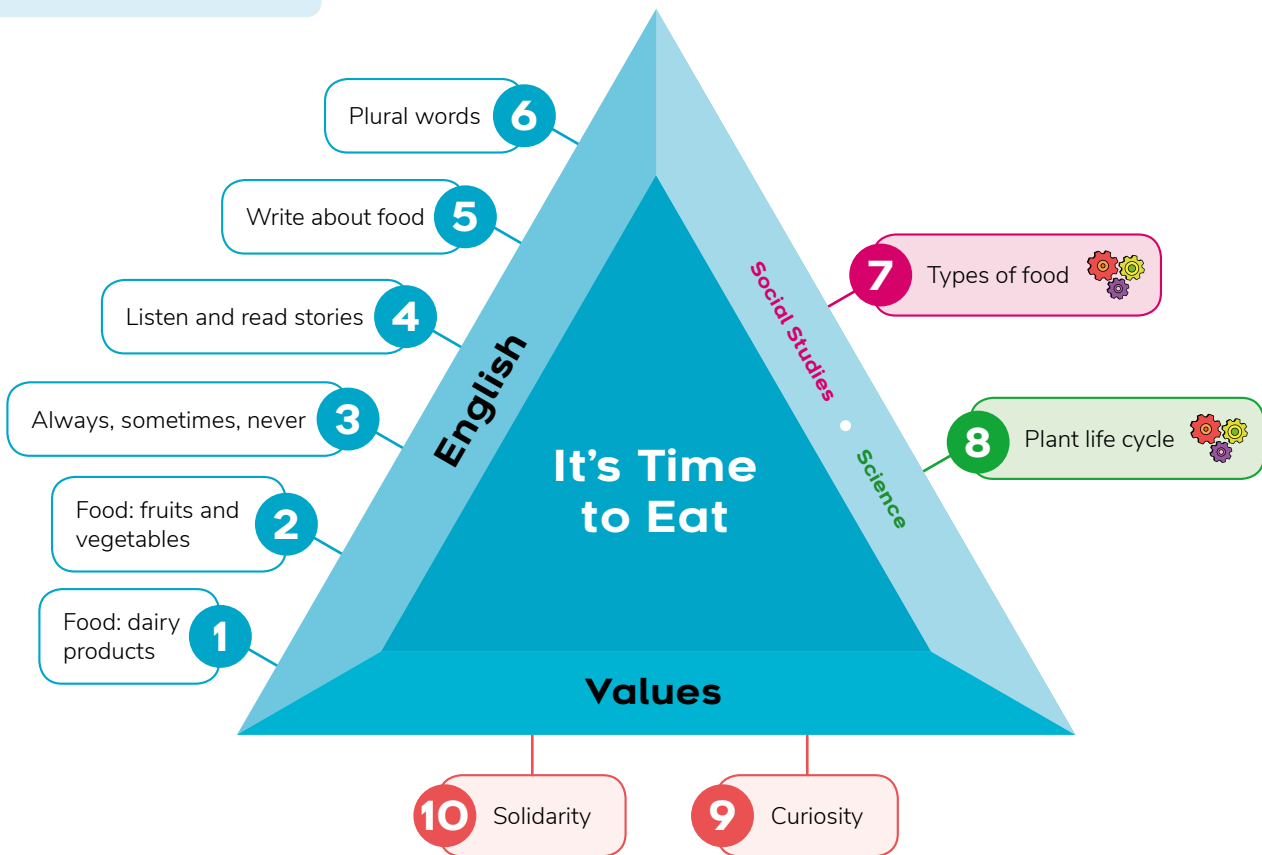 6
Plural words
5
Write about food
4
Listen and read stories
3
Always, sometimes, never
2
Food: fruits and
vegetables
1
Food: dairy
products
English
It's Time
to Eat
Values
Social Studies
Science
7
Types of food
8
Plant life cycle
10
Solidarity
9
Curiosity